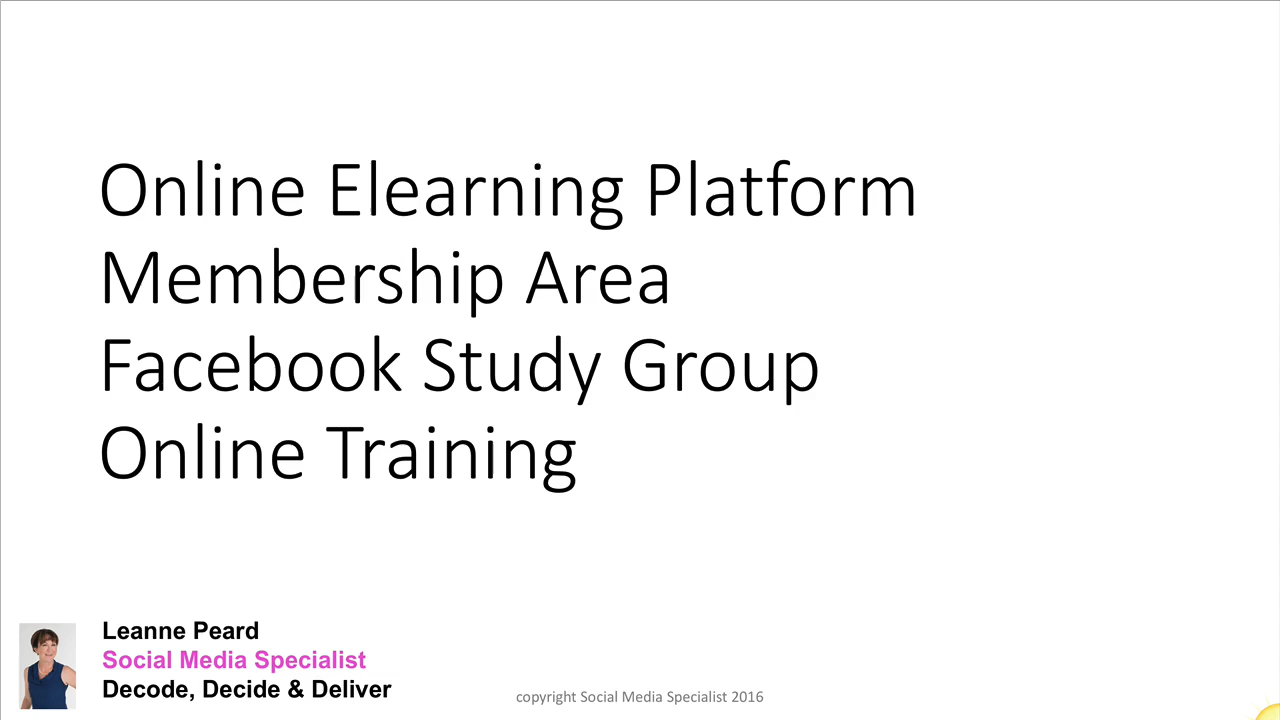 Online Elearning Platform
Membership Area
Facebook Study Group
Online Training
Leanne Peard
Social Media Specialist
Decode, Decide & Deliver
copyright Social Media Specialist 2016